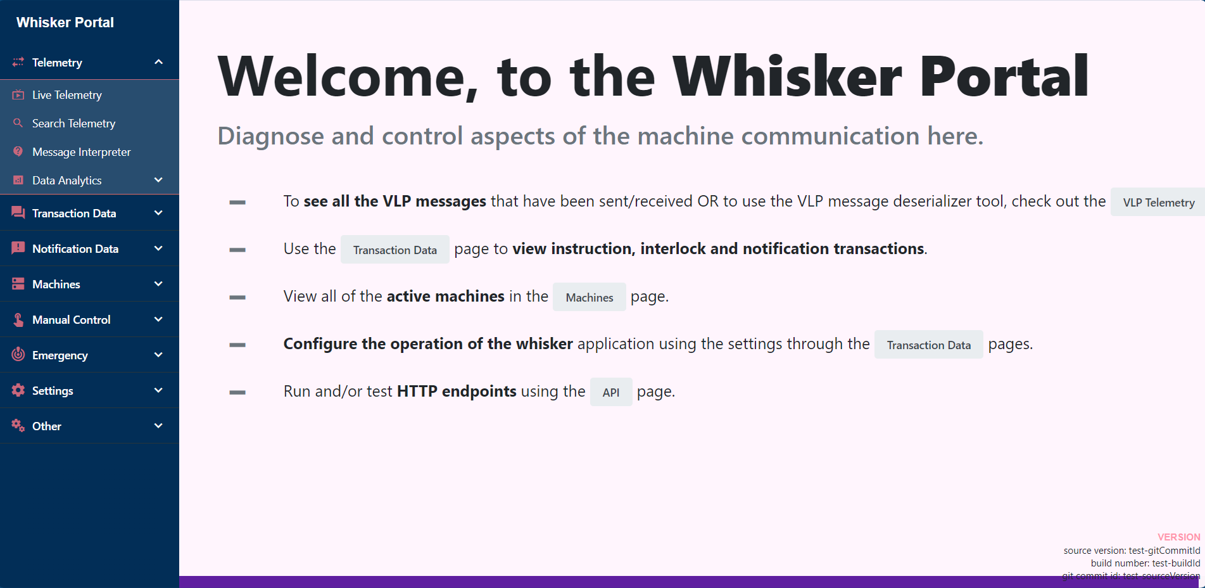 Whisker Portal
Telemetry
Live Telemetry
Search Telemetry
Message Interpreter
Data Analytics
Transaction Data
Notification Data
Machines
Manual Control
Emergency
Settings
Other
Welcome, to the Whisker Portal
Diagnose and control aspects of the machine communication here.
To see all the VLP messages that have been sent/received OR to use the VLP message deserializer tool, check out the VLP Telemetry
Use the Transaction Data page to view instruction, interlock and notification transactions.
View all of the active machines in the Machines page.
Configure the operation of the whisker application using the settings through the Transaction Data pages.
Run and/or test HTTP endpoints using the API page.
VERSION
source version: test-gitCommitId
build number: test-buildId
git commit id: test-sourceVersion